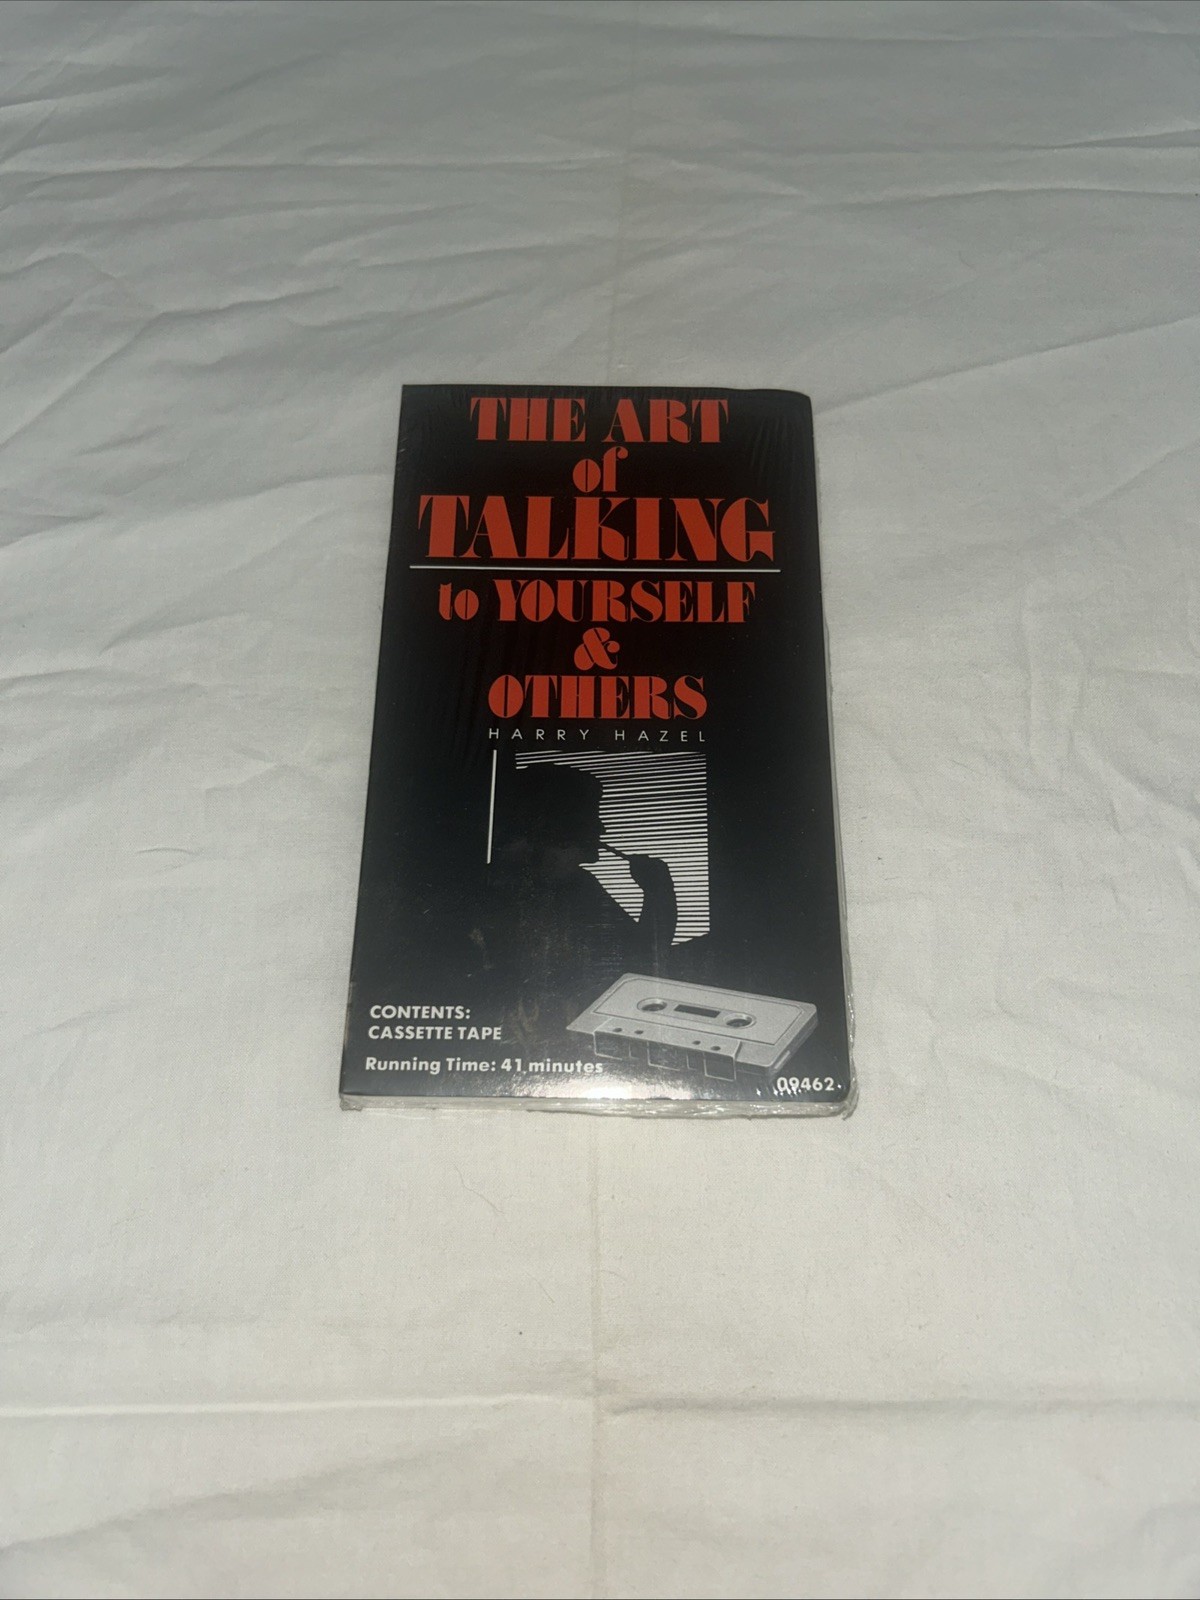 THE ART
of
TALKING
to YOURSELF
&
OTHERS
HARRY HAZEL
CONTENTS:
CASSETTE TAPE
Running Time: 41 minutes
09462